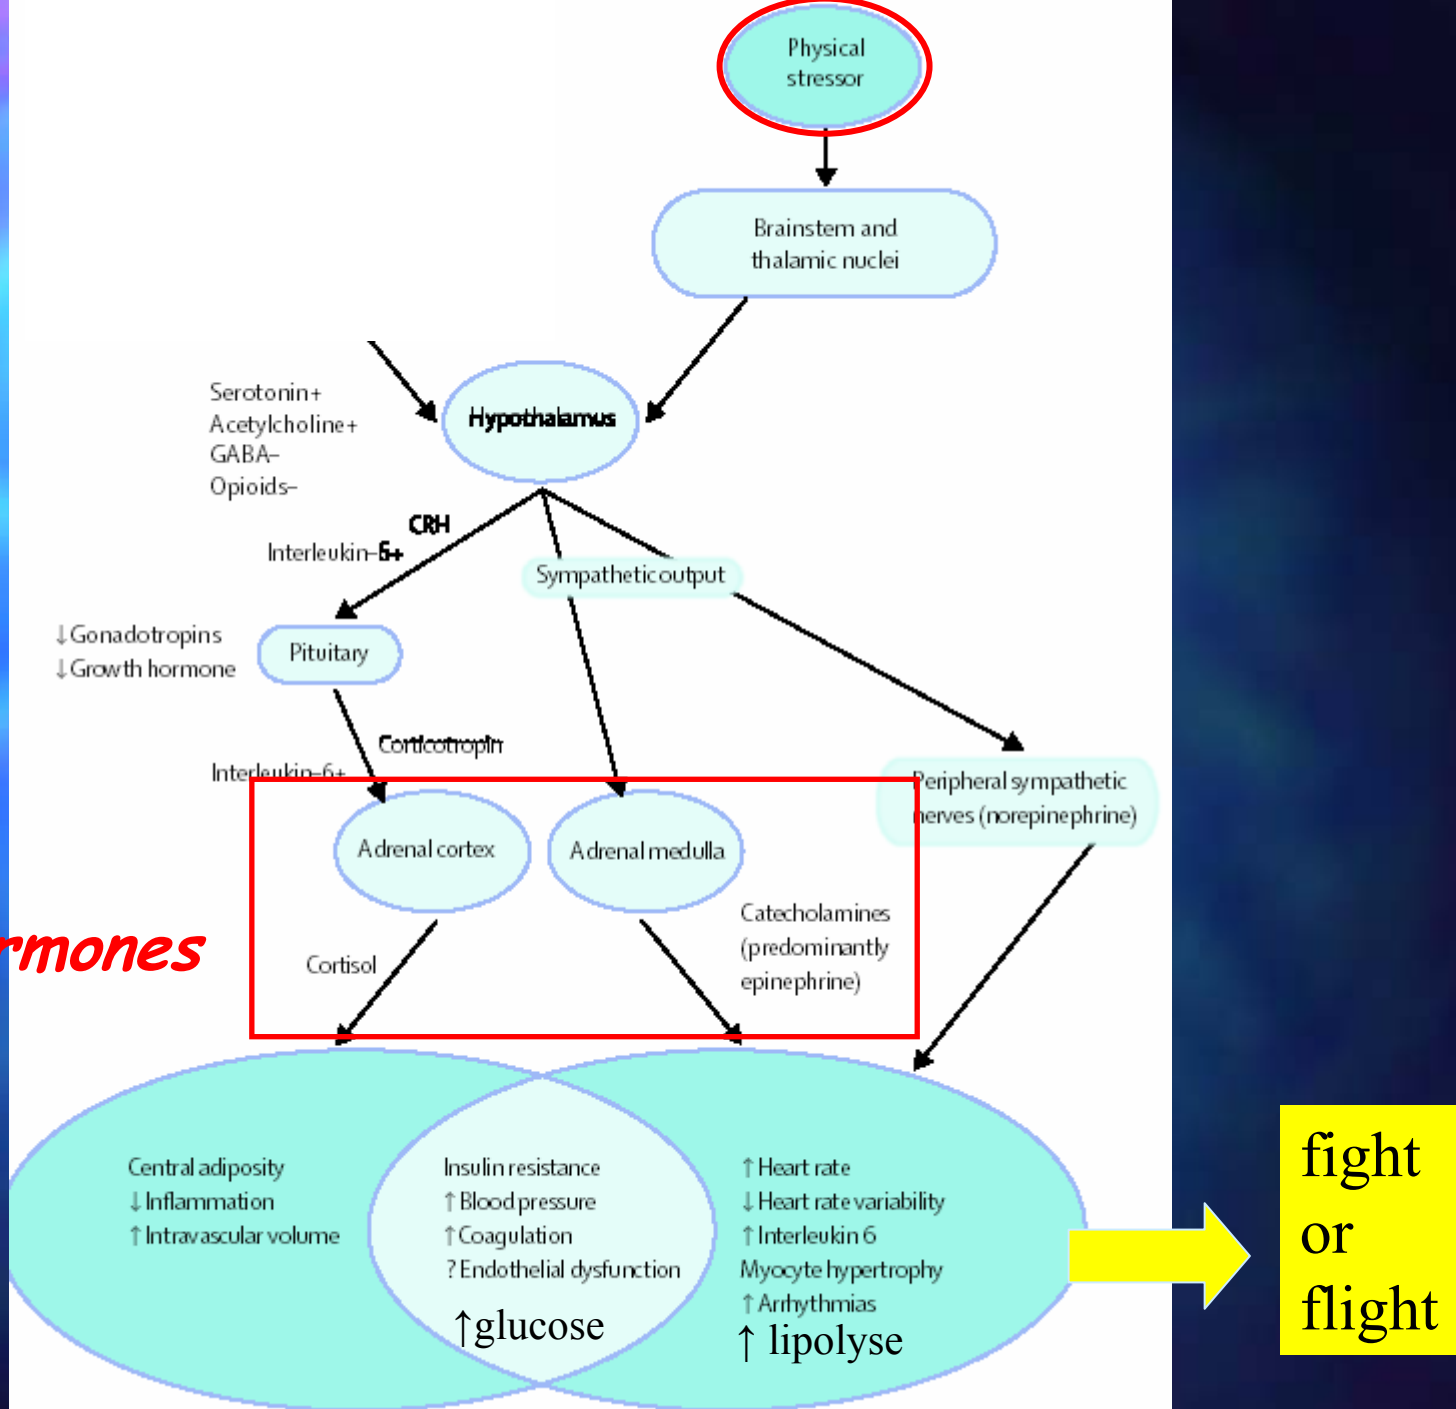 Physical
stressor
Brainstem and
thalamic nuclei
Serotonin+
Acetylcholine+
GABA–
Opioids–
Hypothalamus
CRH
Interleukin–6+
Sympathetic output
↓Gonadotropins
↓Growth hormone
Pituitary
Corticotropin
Interleukin–6+
Peripheral sympathetic
nerves (norepinephrine)
Adrenal cortex
Adrenal medulla
rmones
Cortisol
Catecholamines
(predominantly
epinephrine)
Central adiposity
↓Inflammation
↑Intravascular volume
Insulin resistance
↑Blood pressure
↑Coagulation
?Endothelial dysfunction
↑glucose
↑Heart rate
↓Heart rate variability
↑Interleukin 6
Myocyte hypertrophy
↑Arrhythmias
↑ lipolyse
fight
or
flight